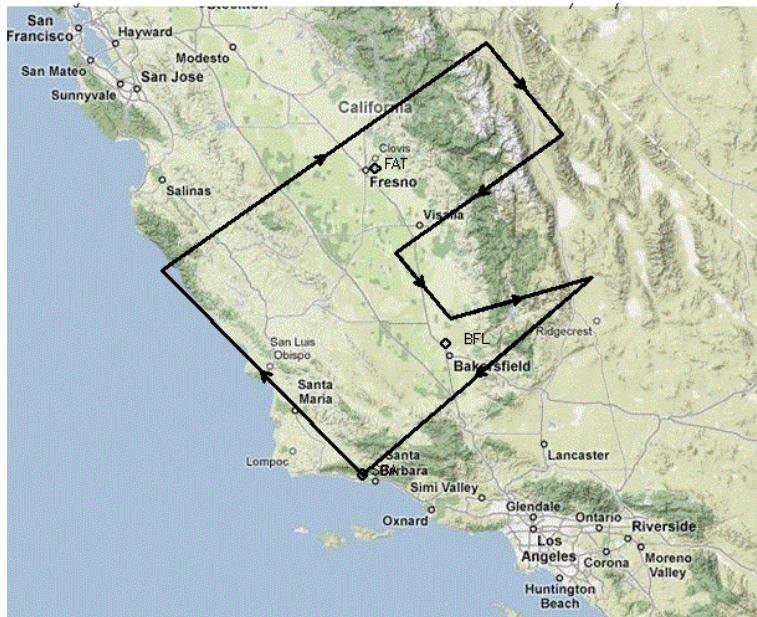 San
Francisco
Hayward
Stockton
Modesto
San Mateo
San Jose
Sunnyvale
California
Clovis
FAT
Fresno
Salinas
Visalia
San Luis
Obispo
BFL
Ridgecrest
Bakersfield
Santa
Maria
Lompoc
Santa
Barbara
Lancaster
Simi Valley
Oxnard
Glendale
Ontario
Riverside
Los
Angeles
Corona
Moreno
Valley
Huntington
Beach